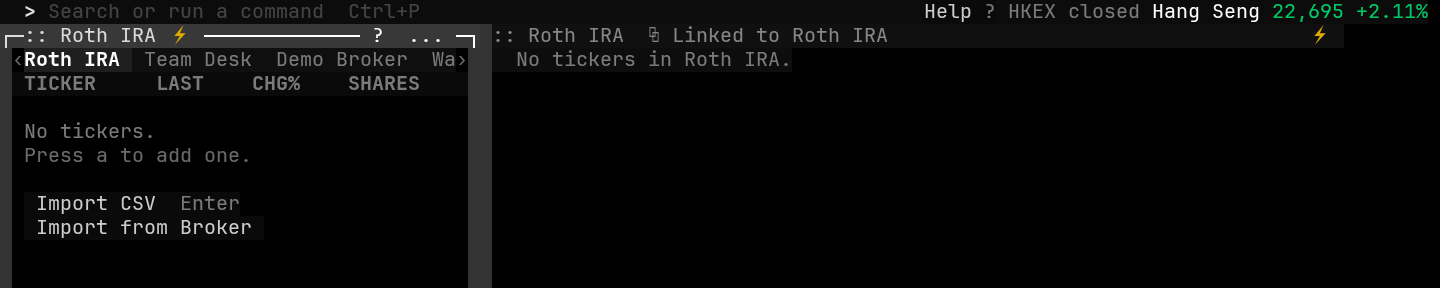 > Search or run a command  Ctrl+P  Help ? HKEX closed Hang Seng 22,695 +2.11%
:: Roth IRA ⚡ ? ... :: Roth IRA Linked to Roth IRA ⚡
‹Roth IRA  Team Desk  Demo Broker  Wa› No tickers in Roth IRA.
TICKER  LAST  CHG%  SHARES
No tickers.
Press a to add one.
Import CSV  Enter
Import from Broker